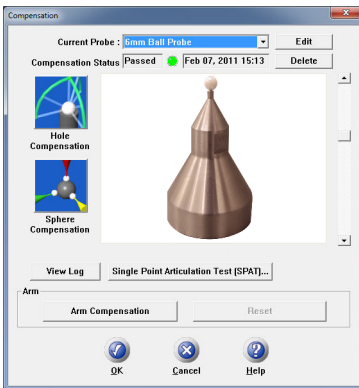 Compensation
Current Probe : 6mm Ball Probe Edit
Compensation Status Passed Feb 07, 2011 15:13 Delete
Hole
Compensation
Sphere
Compensation
View Log Single Point Articulation Test (SPAT)...
Arm
Arm Compensation Reset
OK Cancel Help